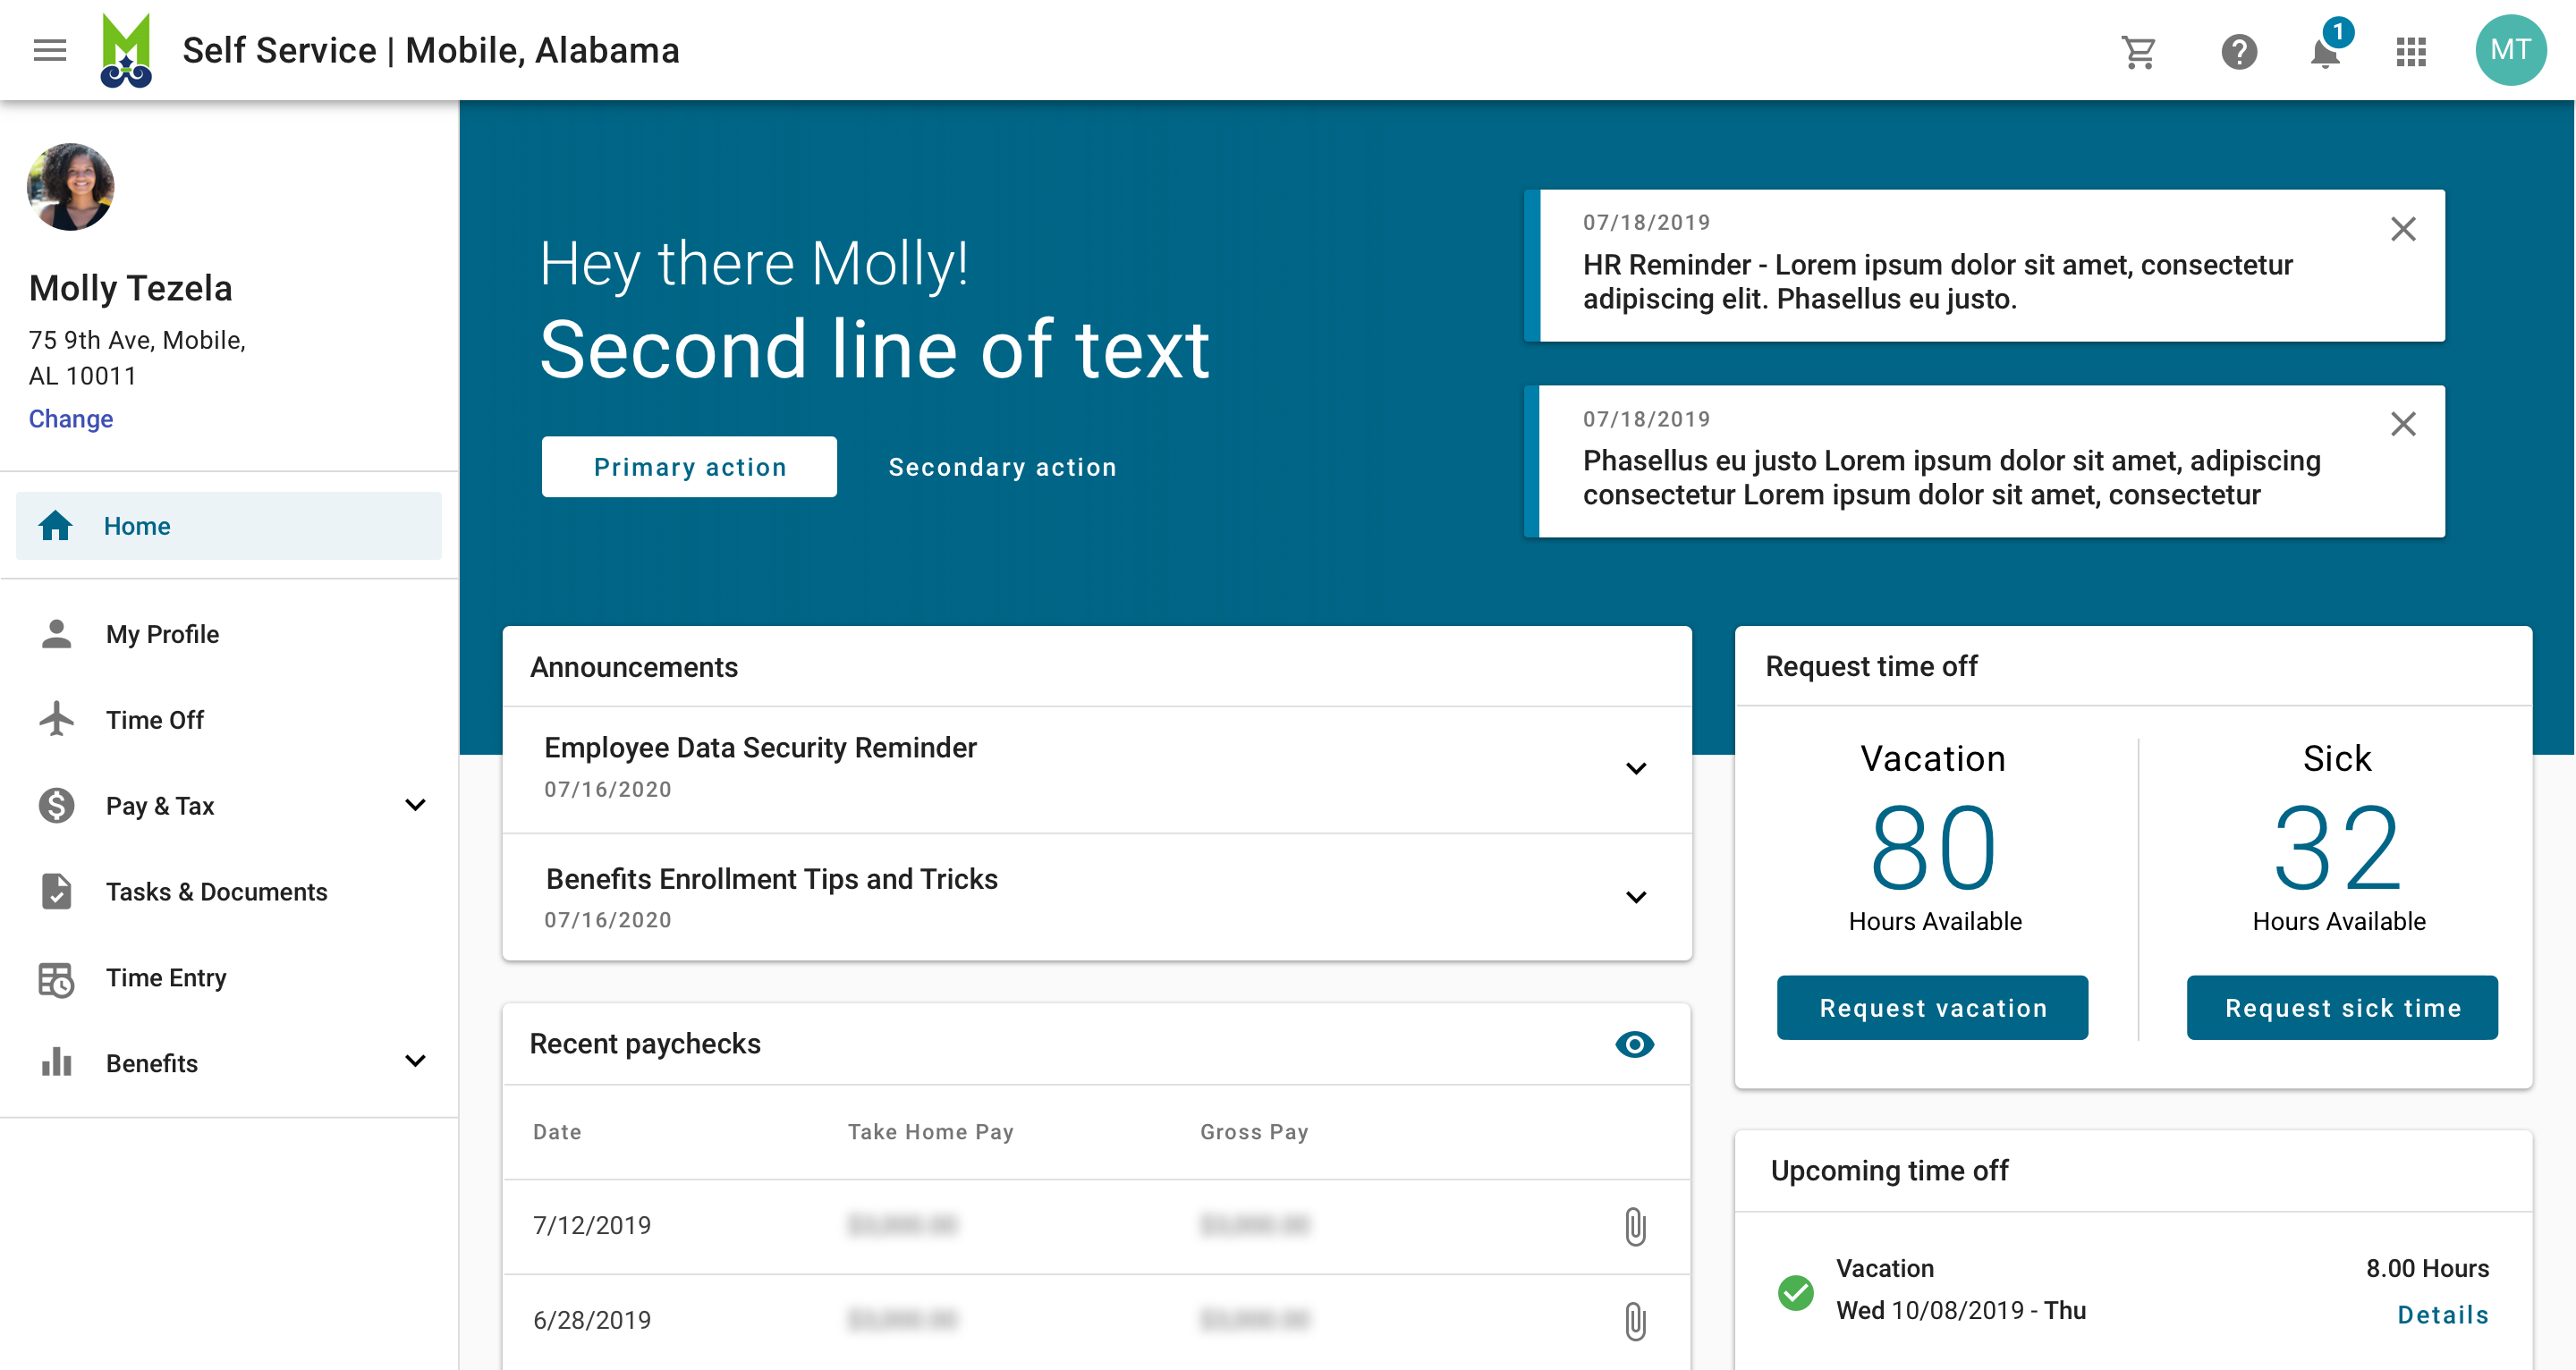 Self Service | Mobile, Alabama
1
MT
Molly Tezela
75 9th Ave, Mobile,
AL 10011
Change
Home
My Profile
Time Off
Pay & Tax
Tasks & Documents
Time Entry
Benefits
Hey there Molly!
Second line of text
Primary action
Secondary action
07/18/2019
HR Reminder - Lorem ipsum dolor sit amet, consectetur
adipiscing elit. Phasellus eu justo.
07/18/2019
Phasellus eu justo Lorem ipsum dolor sit amet, adipiscing
consectetur Lorem ipsum dolor sit amet, consectetur
Announcements
Employee Data Security Reminder
07/16/2020
Benefits Enrollment Tips and Tricks
07/16/2020
Recent paychecks
Date Take Home Pay Gross Pay
7/12/2019
6/28/2019
Request time off
Vacation
80
Hours Available
Request vacation
Sick
32
Hours Available
Request sick time
Upcoming time off
Vacation 8.00 Hours
Wed 10/08/2019 - Thu
Details